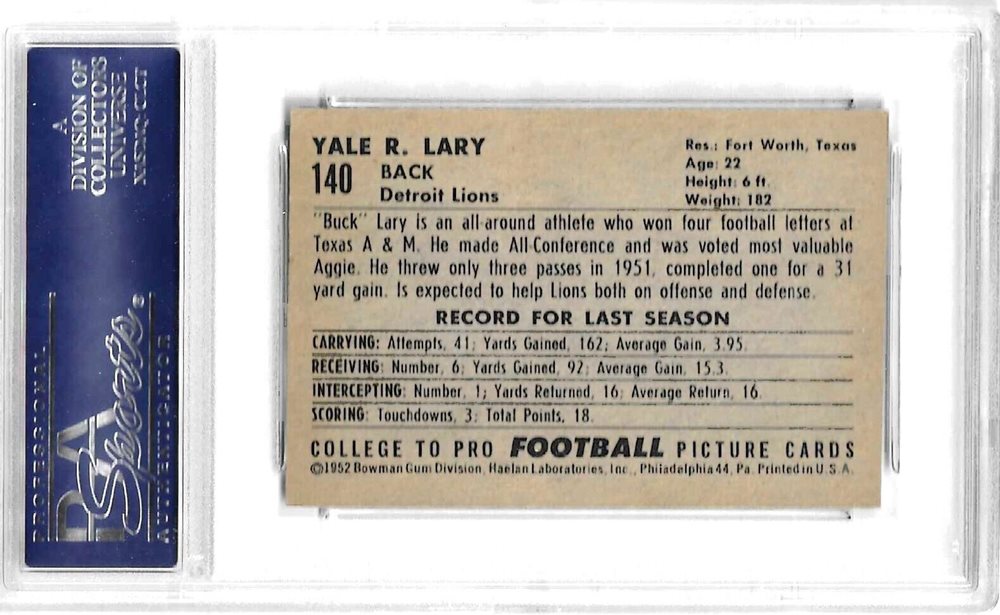 A
DIVISION OF
COLLECTORS
UNIVERSE
NASDAQ: CLCT
PROFESSIONAL
PSA
Sports®
AUTHENTICATOR
YALE R. LARY
140 BACK
Detroit Lions
Res.: Fort Worth, Texas
Age: 22
Height: 6 ft.
Weight: 182
"Buck" Lary is an all-around athlete who won four football letters at
Texas A & M. He made All-Conference and was voted most valuable
Aggie. He threw only three passes in 1951, completed one for a 31
yard gain. Is expected to help Lions both on offense and defense.
RECORD FOR LAST SEASON
CARRYING: Attempts, 41; Yards Gained, 162; Average Gain, 3.95.
RECEIVING: Number, 6; Yards Gained, 92; Average Gain, 15.3.
INTERCEPTING: Number, 1; Yards Returned, 16; Average Return, 16.
SCORING: Touchdowns, 3; Total Points, 18.
COLLEGE TO PRO FOOTBALL PICTURE CARDS
©1952 Bowman Gum Division, Haelan Laboratories, Inc., Philadelphia 44, Pa. Printed in U.S.A.